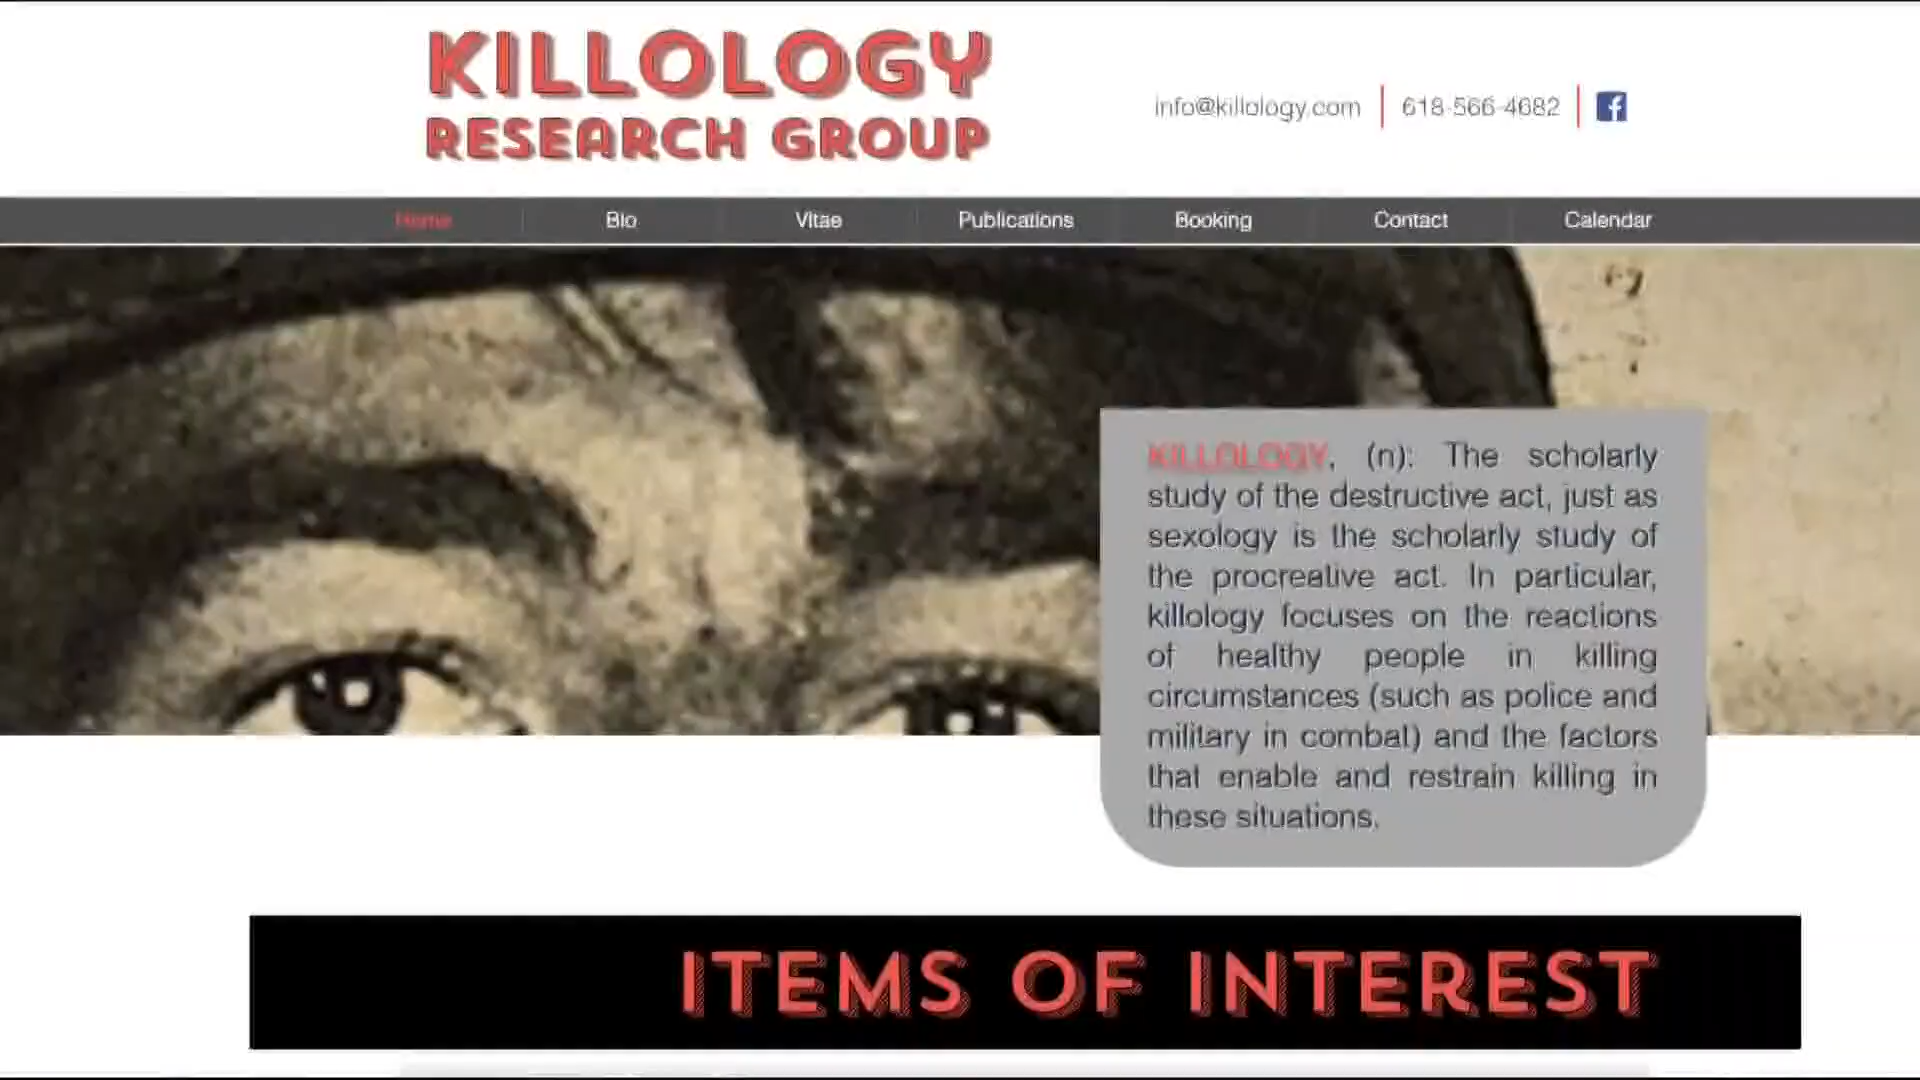 KILLOLOGY
RESEARCH GROUP
info@killology.com
618-566-4682
Home
Bio
Vitae
Publications
Booking
Contact
Calendar
KILLOLOGY, (n): The scholarly
study of the destructive act, just as
sexology is the scholarly study of
the procreative act. In particular,
killology focuses on the reactions
of healthy people in killing
circumstances (such as police and
military in combat) and the factors
that enable and restrain killing in
these situations.
ITEMS OF INTEREST